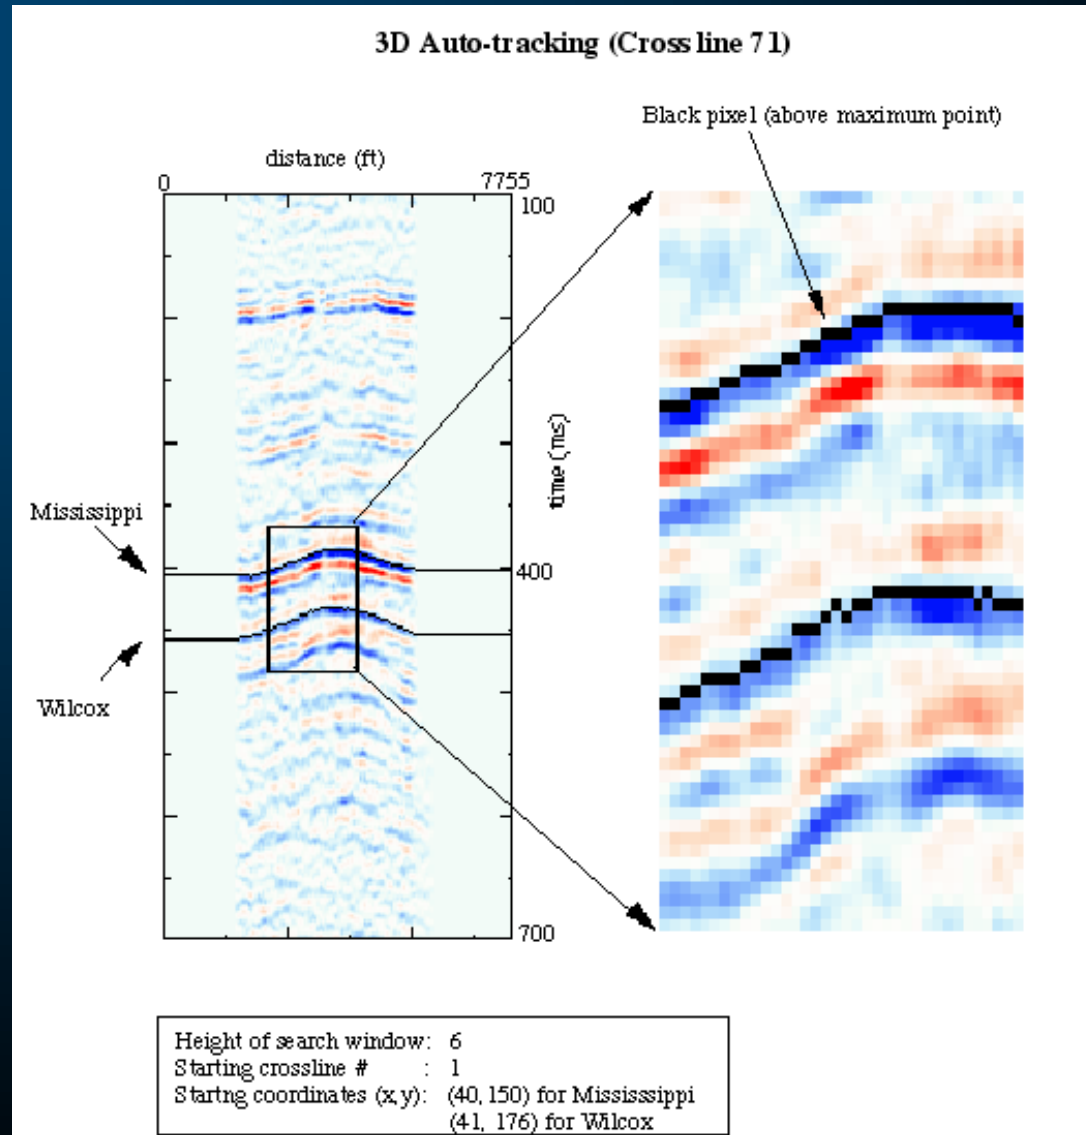 3D Auto-tracking (Cross line 71)
Black pixel (above maximum point)
distance (ft)
0
7755
100
time (ms)
Mississippi
400
Wilcox
700
Height of search window: 6
Starting crossline # : 1
Startng coordinates (x,y): (40, 150) for Mississsippi
(41, 176) for Wilcox